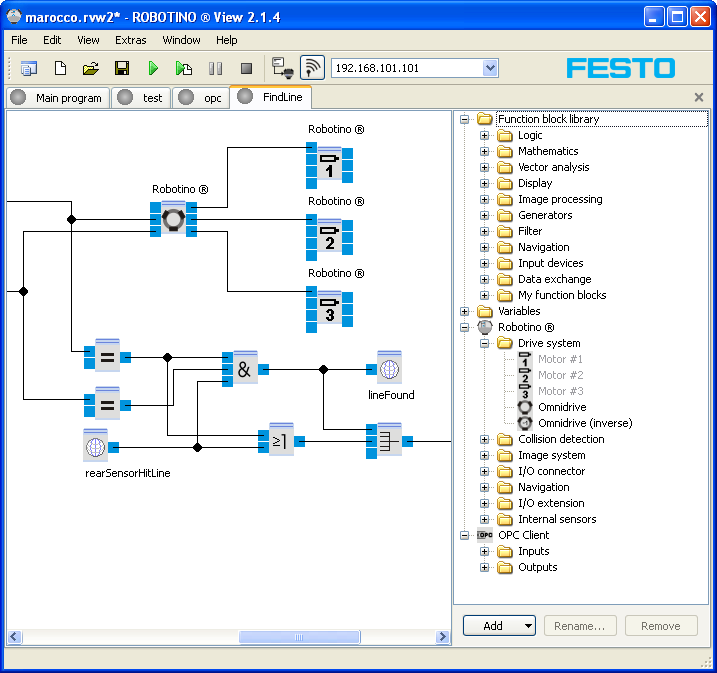 marocco.rvw2* - ROBOTINO ® View 2.1.4
File Edit View Extras Window Help
192.168.101.101
FESTO
Main program test opc FindLine
Robotino ®
1
Robotino ®
Robotino ®
2
Robotino ®
3
=
&
lineFound
=
≥1
rearSensorHitLine
Function block library
Logic
Mathematics
Vector analysis
Display
Image processing
Generators
Filter
Navigation
Input devices
Data exchange
My function blocks
Variables
Robotino ®
Drive system
1 Motor #1
2 Motor #2
3 Motor #3
Omnidrive
Omnidrive (inverse)
Collision detection
Image system
I/O connector
Navigation
I/O extension
Internal sensors
OPC OPC Client
Inputs
Outputs
Add Rename... Remove